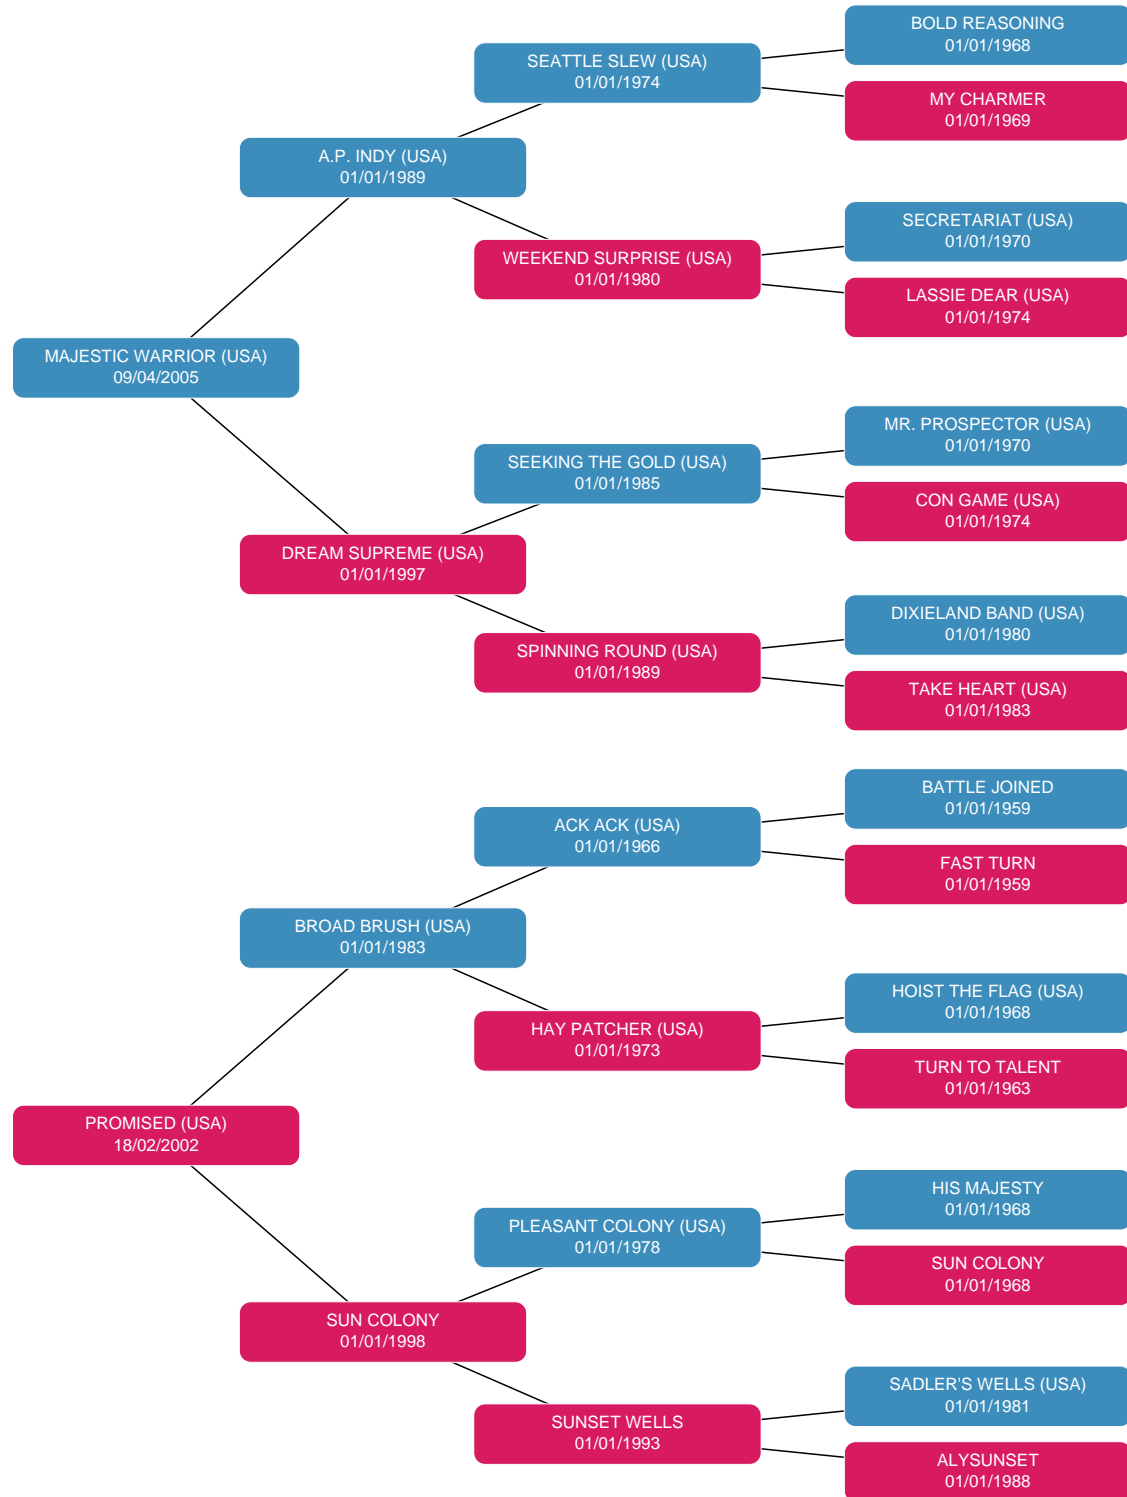 BOLD REASONING
01/01/1968
SEATTLE SLEW (USA)
01/01/1974
MY CHARMER
01/01/1969
A.P. INDY (USA)
01/01/1989
SECRETARIAT (USA)
01/01/1970
WEEKEND SURPRISE (USA)
01/01/1980
LASSIE DEAR (USA)
01/01/1974
MAJESTIC WARRIOR (USA)
09/04/2005
MR. PROSPECTOR (USA)
01/01/1970
SEEKING THE GOLD (USA)
01/01/1985
CON GAME (USA)
01/01/1974
DREAM SUPREME (USA)
01/01/1997
DIXIELAND BAND (USA)
01/01/1980
SPINNING ROUND (USA)
01/01/1989
TAKE HEART (USA)
01/01/1983
BATTLE JOINED
01/01/1959
ACK ACK (USA)
01/01/1966
FAST TURN
01/01/1959
BROAD BRUSH (USA)
01/01/1983
HOIST THE FLAG (USA)
01/01/1968
HAY PATCHER (USA)
01/01/1973
TURN TO TALENT
01/01/1963
PROMISED (USA)
18/02/2002
HIS MAJESTY
01/01/1968
PLEASANT COLONY (USA)
01/01/1978
SUN COLONY
01/01/1968
SUN COLONY
01/01/1998
SADLER'S WELLS (USA)
01/01/1981
SUNSET WELLS
01/01/1993
ALYSUNSET
01/01/1988